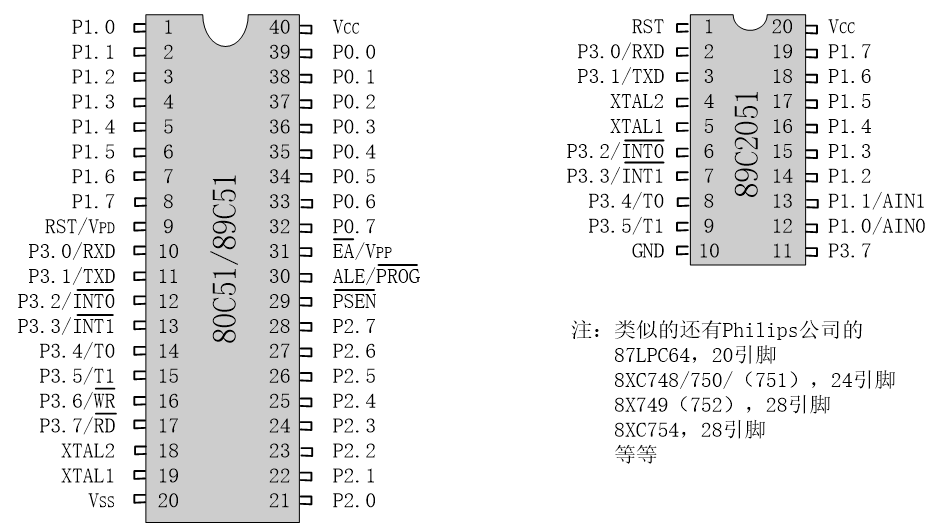 P1.0 1 40 Vcc
P1.1 2 39 P0.0
P1.2 3 38 P0.1
P1.3 4 37 P0.2
P1.4 5 36 P0.3
P1.5 6 35 P0.4
P1.6 7 34 P0.5
P1.7 8 33 P0.6
RST/VPD 9 32 P0.7
P3.0/RXD 10 31 E̅A̅/VPP
P3.1/TXD 11 30 ALE/P̅R̅O̅G̅
P3.2/I̅N̅T̅0̅ 12 29 P̅S̅E̅N̅
P3.3/I̅N̅T̅1̅ 13 28 P2.7
P3.4/T0 14 27 P2.6
P3.5/T1 15 26 P2.5
P3.6/W̅R̅ 16 25 P2.4
P3.7/R̅D̅ 17 24 P2.3
XTAL2 18 23 P2.2
XTAL1 19 22 P2.1
Vss 20 21 P2.0
80C51/89C51
RST 1 20 Vcc
P3.0/RXD 2 19 P1.7
P3.1/TXD 3 18 P1.6
XTAL2 4 17 P1.5
XTAL1 5 16 P1.4
P3.2/I̅N̅T̅0̅ 6 15 P1.3
P3.3/I̅N̅T̅1̅ 7 14 P1.2
P3.4/T0 8 13 P1.1/AIN1
P3.5/T1 9 12 P1.0/AIN0
GND 10 11 P3.7
89C2051
注：类似的还有Philips公司的
87LPC64，20引脚
8XC748/750/（751），24引脚
8X749（752），28引脚
8XC754，28引脚
等等